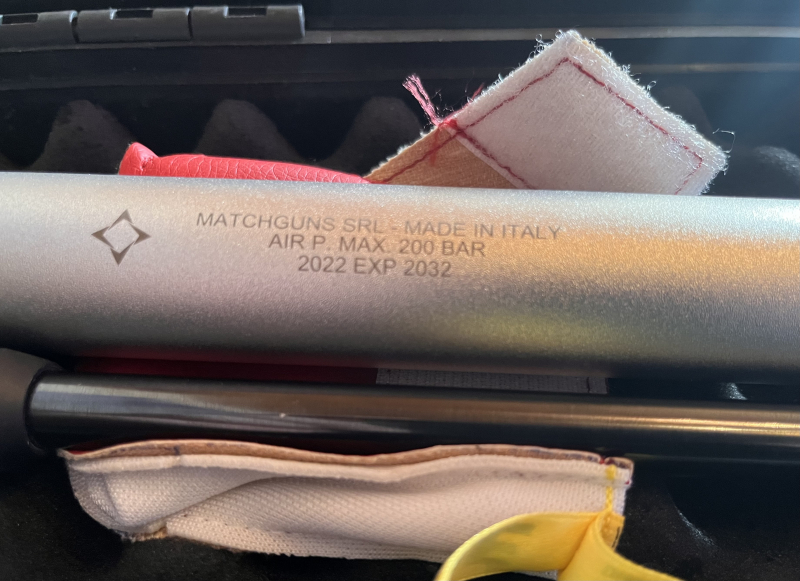 MATCHGUNS SRL - MADE IN ITALY
AIR P. MAX. 200 BAR
2022 EXP 2032